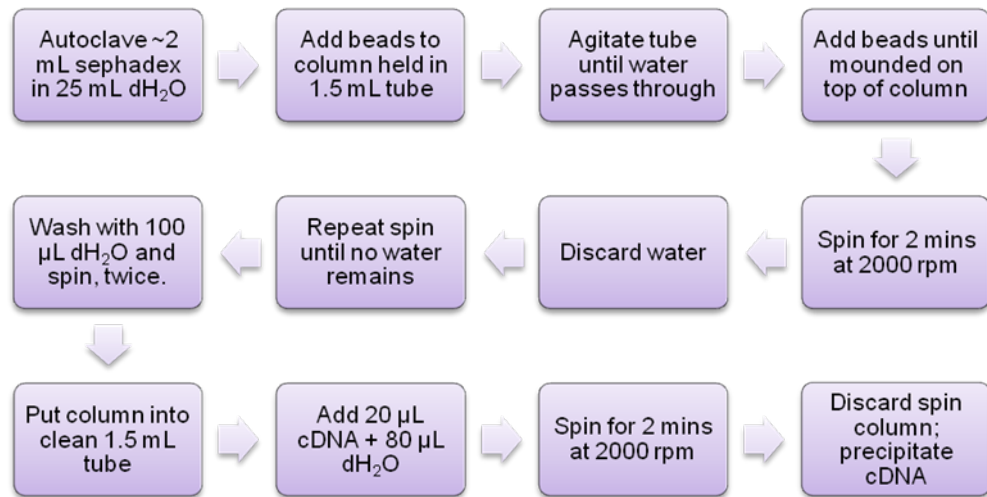 Autoclave ~2
mL sephadex
in 25 mL dH₂O
Add beads to
column held in
1.5 mL tube
Agitate tube
until water
passes through
Add beads until
mounded on
top of column
Spin for 2 mins
at 2000 rpm
Discard water
Repeat spin
until no water
remains
Wash with 100
µL dH₂O and
spin, twice.
Put column into
clean 1.5 mL
tube
Add 20 µL
cDNA + 80 µL
dH₂O
Spin for 2 mins
at 2000 rpm
Discard spin
column;
precipitate
cDNA